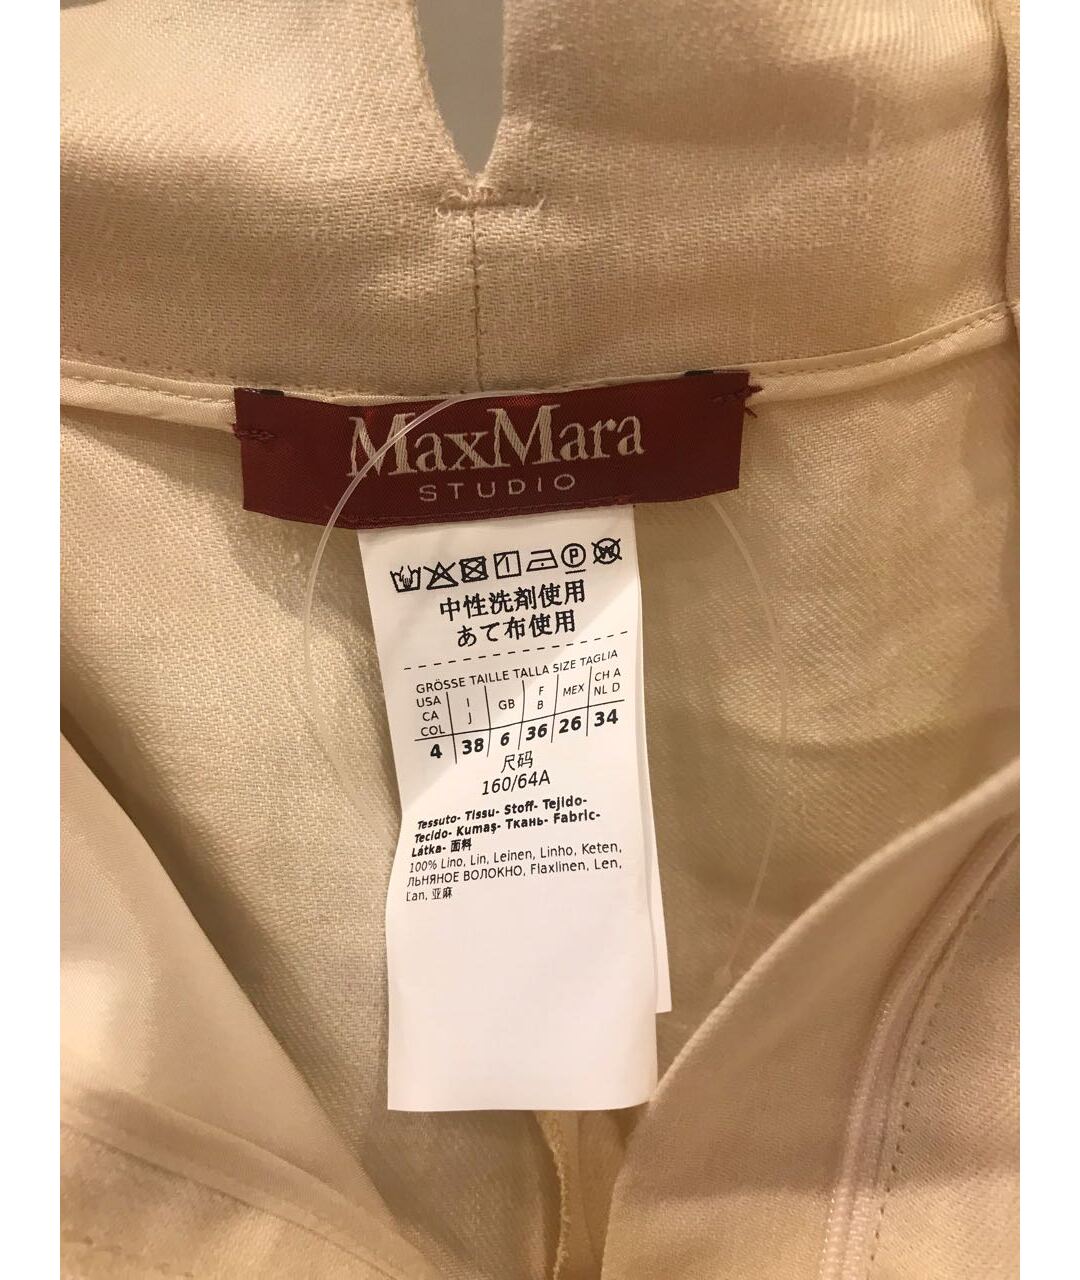 MaxMara
STUDIO
P W
中性洗剤使用
あて布使用
GRÖSSE TAILLE TALLA SIZE TAGLIA
USA CA COL | I J | GB | F B | MEX | CH A NL D
4 | 38 | 6 | 36 | 26 | 34
尺码
160/64A
Tessuto- Tissu- Stoff- Tejido-
Tecido- Kumaş- Ткань- Fabric-
Látka- 面料
100% Lino, Lin, Leinen, Linho, Keten,
ЛЬНЯНОЕ ВОЛОКНО, Flaxlinen, Len,
Ľan, 亚麻